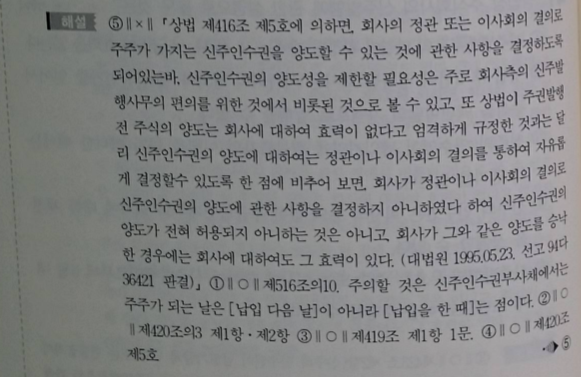 해설 ⑤∥×∥「상법 제416조 제5호에 의하면, 회사의 정관 또는 이사회의 결의로
주주가 가지는 신주인수권을 양도할 수 있는 것에 관한 사항을 결정하도록
되어있는바, 신주인수권의 양도성을 제한할 필요성은 주로 회사측의 신주발
행사무의 편의를 위한 것에서 비롯된 것으로 볼 수 있고, 또 상법이 주권발행
전 주식의 양도는 회사에 대하여 효력이 없다고 엄격하게 규정한 것과는 달
리 신주인수권의 양도에 대하여는 정관이나 이사회의 결의를 통하여 자유롭
게 결정할수 있도록 한 점에 비추어 보면, 회사가 정관이나 이사회의 결의로
신주인수권의 양도에 관한 사항을 결정하지 아니하였다 하여 신주인수권의
양도가 전혀 허용되지 아니하는 것은 아니고, 회사가 그와 같은 양도를 승낙
한 경우에는 회사에 대하여도 그 효력이 있다. (대법원 1995.05.23. 선고 94다
36421 판결)」 ①∥○∥제516조의10. 주의할 것은 신주인수권부사채에서는
주주가 되는 날은 [납입 다음 날]이 아니라 [납입을 한 때]는 점이다. ②∥○
∥제420조의3 제1항·제2항 ③∥○∥제419조 제1항 1문. ④∥○∥제420조
제5호 ⑤